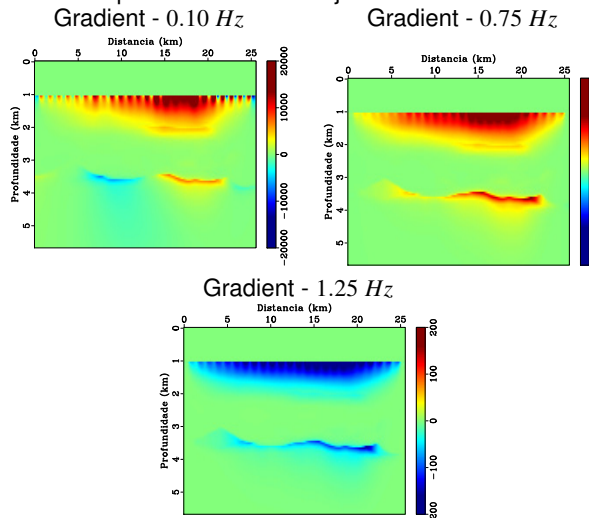 Gradient - 0.10 Hz
Distancia (km)
0 5 10 15 20 25
Profundidade (km)
0 1 2 3 4 5
20000 10000 0 −10000 −20000
Gradient - 0.75 Hz
Distancia (km)
0 5 10 15 20 25
Profundidade (km)
0 1 2 3 4 5
Gradient - 1.25 Hz
Distancia (km)
0 5 10 15 20 25
Profundidade (km)
0 1 2 3 4 5
200 100 0 −100 −200